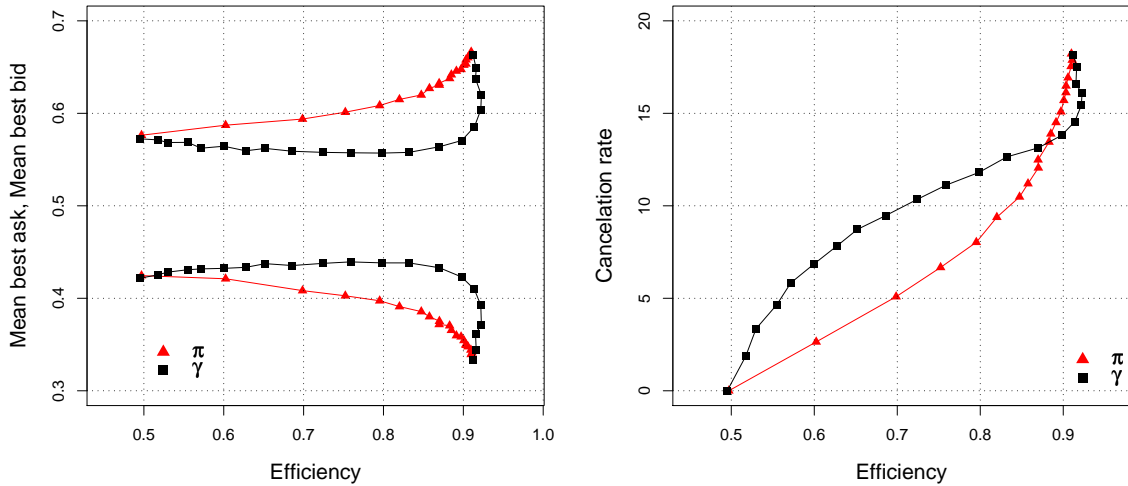 Mean best ask, Mean best bid
0.7
0.6
0.5
0.4
0.3
π
γ
0.5 0.6 0.7 0.8 0.9 1.0
Efficiency
Cancelation rate
20
15
10
5
0
π
γ
0.5 0.6 0.7 0.8 0.9
Efficiency